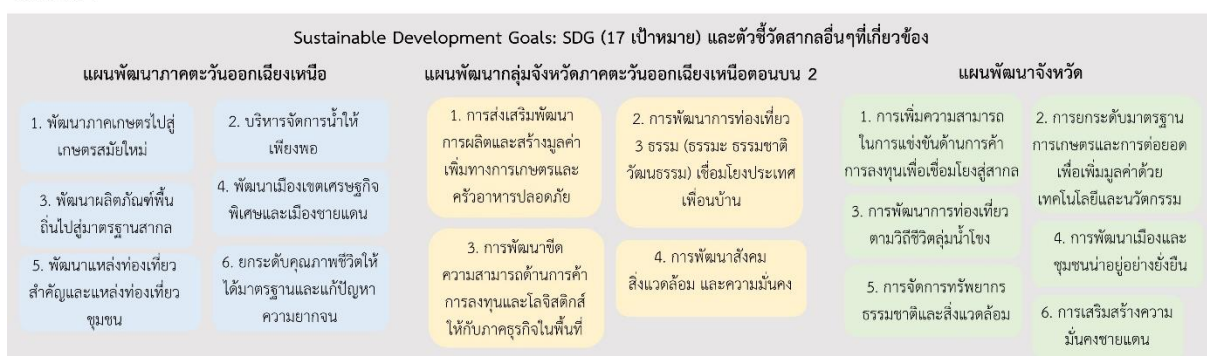 Sustainable Development Goals: SDG (17 เป้าหมาย) และตัวชี้วัดสากลอื่นๆที่เกี่ยวข้อง
แผนพัฒนาภาคตะวันออกเฉียงเหนือ
1. พัฒนาภาคเกษตรไปสู่
เกษตรสมัยใหม่
2. บริหารจัดการน้ำให้
เพียงพอ
3. พัฒนาผลิตภัณฑ์พื้น
ถิ่นไปสู่มาตรฐานสากล
4. พัฒนาเมืองเขตเศรษฐกิจ
พิเศษและเมืองชายแดน
5. พัฒนาแหล่งท่องเที่ยว
สำคัญและแหล่งท่องเที่ยว
ชุมชน
6. ยกระดับคุณภาพชีวิตให้
ได้มาตรฐานและแก้ปัญหา
ความยากจน
แผนพัฒนากลุ่มจังหวัดภาคตะวันออกเฉียงเหนือตอนบน 2
1. การส่งเสริมพัฒนา
การผลิตและสร้างมูลค่า
เพิ่มทางการเกษตรและ
ครัวอาหารปลอดภัย
2. การพัฒนาการท่องเที่ยว
3 ธรรม (ธรรมะ ธรรมชาติ
วัฒนธรรม) เชื่อมโยงประเทศ
เพื่อนบ้าน
3. การพัฒนาขีด
ความสามารถด้านการค้า
การลงทุนและโลจิสติกส์
ให้กับภาคธุรกิจในพื้นที่
4. การพัฒนาสังคม
สิ่งแวดล้อม และความมั่นคง
แผนพัฒนาจังหวัด
1. การเพิ่มความสามารถ
ในการแข่งขันด้านการค้า
การลงทุนเพื่อเชื่อมโยงสู่สากล
2. การยกระดับมาตรฐาน
การเกษตรและการต่อยอด
เพื่อเพิ่มมูลค่าด้วย
เทคโนโลยีและนวัตกรรม
3. การพัฒนาการท่องเที่ยว
ตามวิถีชีวิตลุ่มน้ำโขง
4. การพัฒนาเมืองและ
ชุมชนน่าอยู่อย่างยั่งยืน
5. การจัดการทรัพยากร
ธรรมชาติและสิ่งแวดล้อม
6. การเสริมสร้างความ
มั่นคงชายแดน